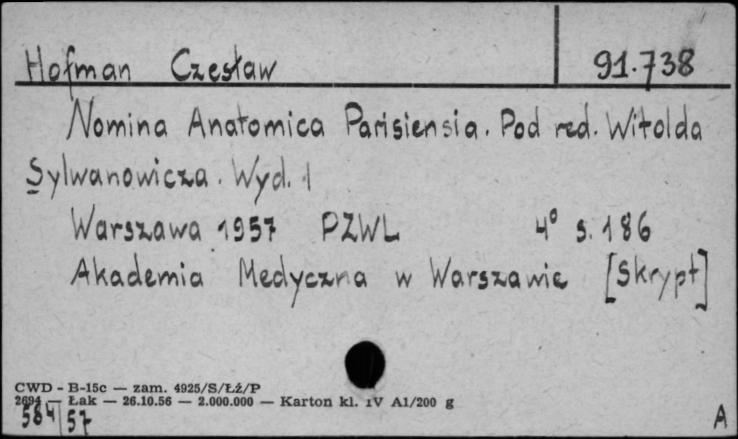 Hofman Czesław 91.738
Nomina Anatomica Parisiensia. Pod red. Witolda
Sylwanowicza. Wyd. 1
Warszawa 1957 PZWL 4° s. 186
Akademia Medyczna w Warszawie [Skrypt]
CWD - B-15c — zam. 4925/S/ŁŻ/P
2694 — Łak — 26.10.56 — 2.000.000 — Karton kl. IV A1/200 g
584/57 A